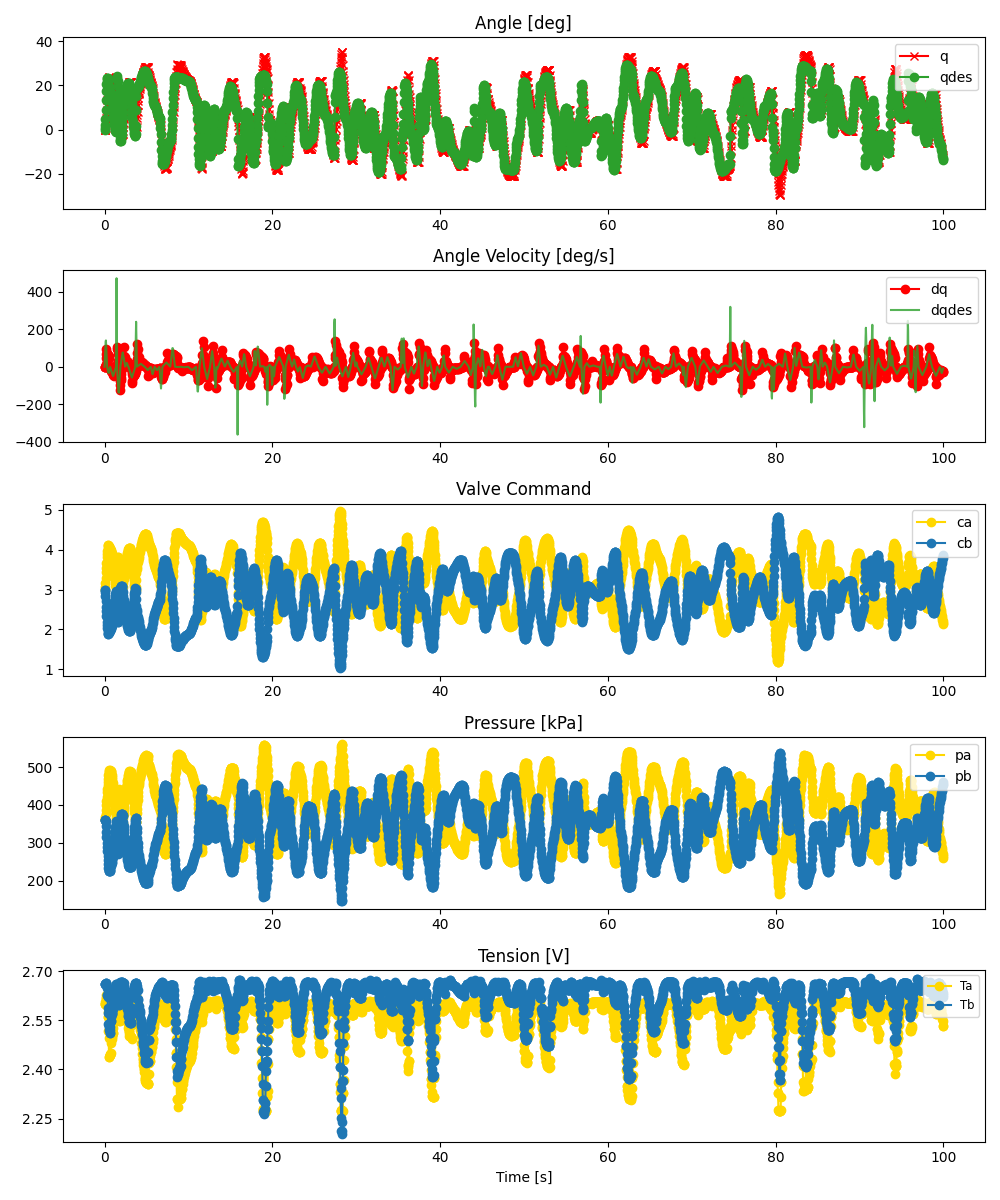 Angle [deg]
40
20
0
−20
q
qdes
0 20 40 60 80 100
Angle Velocity [deg/s]
400
200
0
−200
−400
dq
dqdes
0 20 40 60 80 100
Valve Command
5
4
3
2
1
ca
cb
0 20 40 60 80 100
Pressure [kPa]
500
400
300
200
pa
pb
0 20 40 60 80 100
Tension [V]
2.70
2.55
2.40
2.25
Ta
Tb
0 20 40 60 80 100
Time [s]